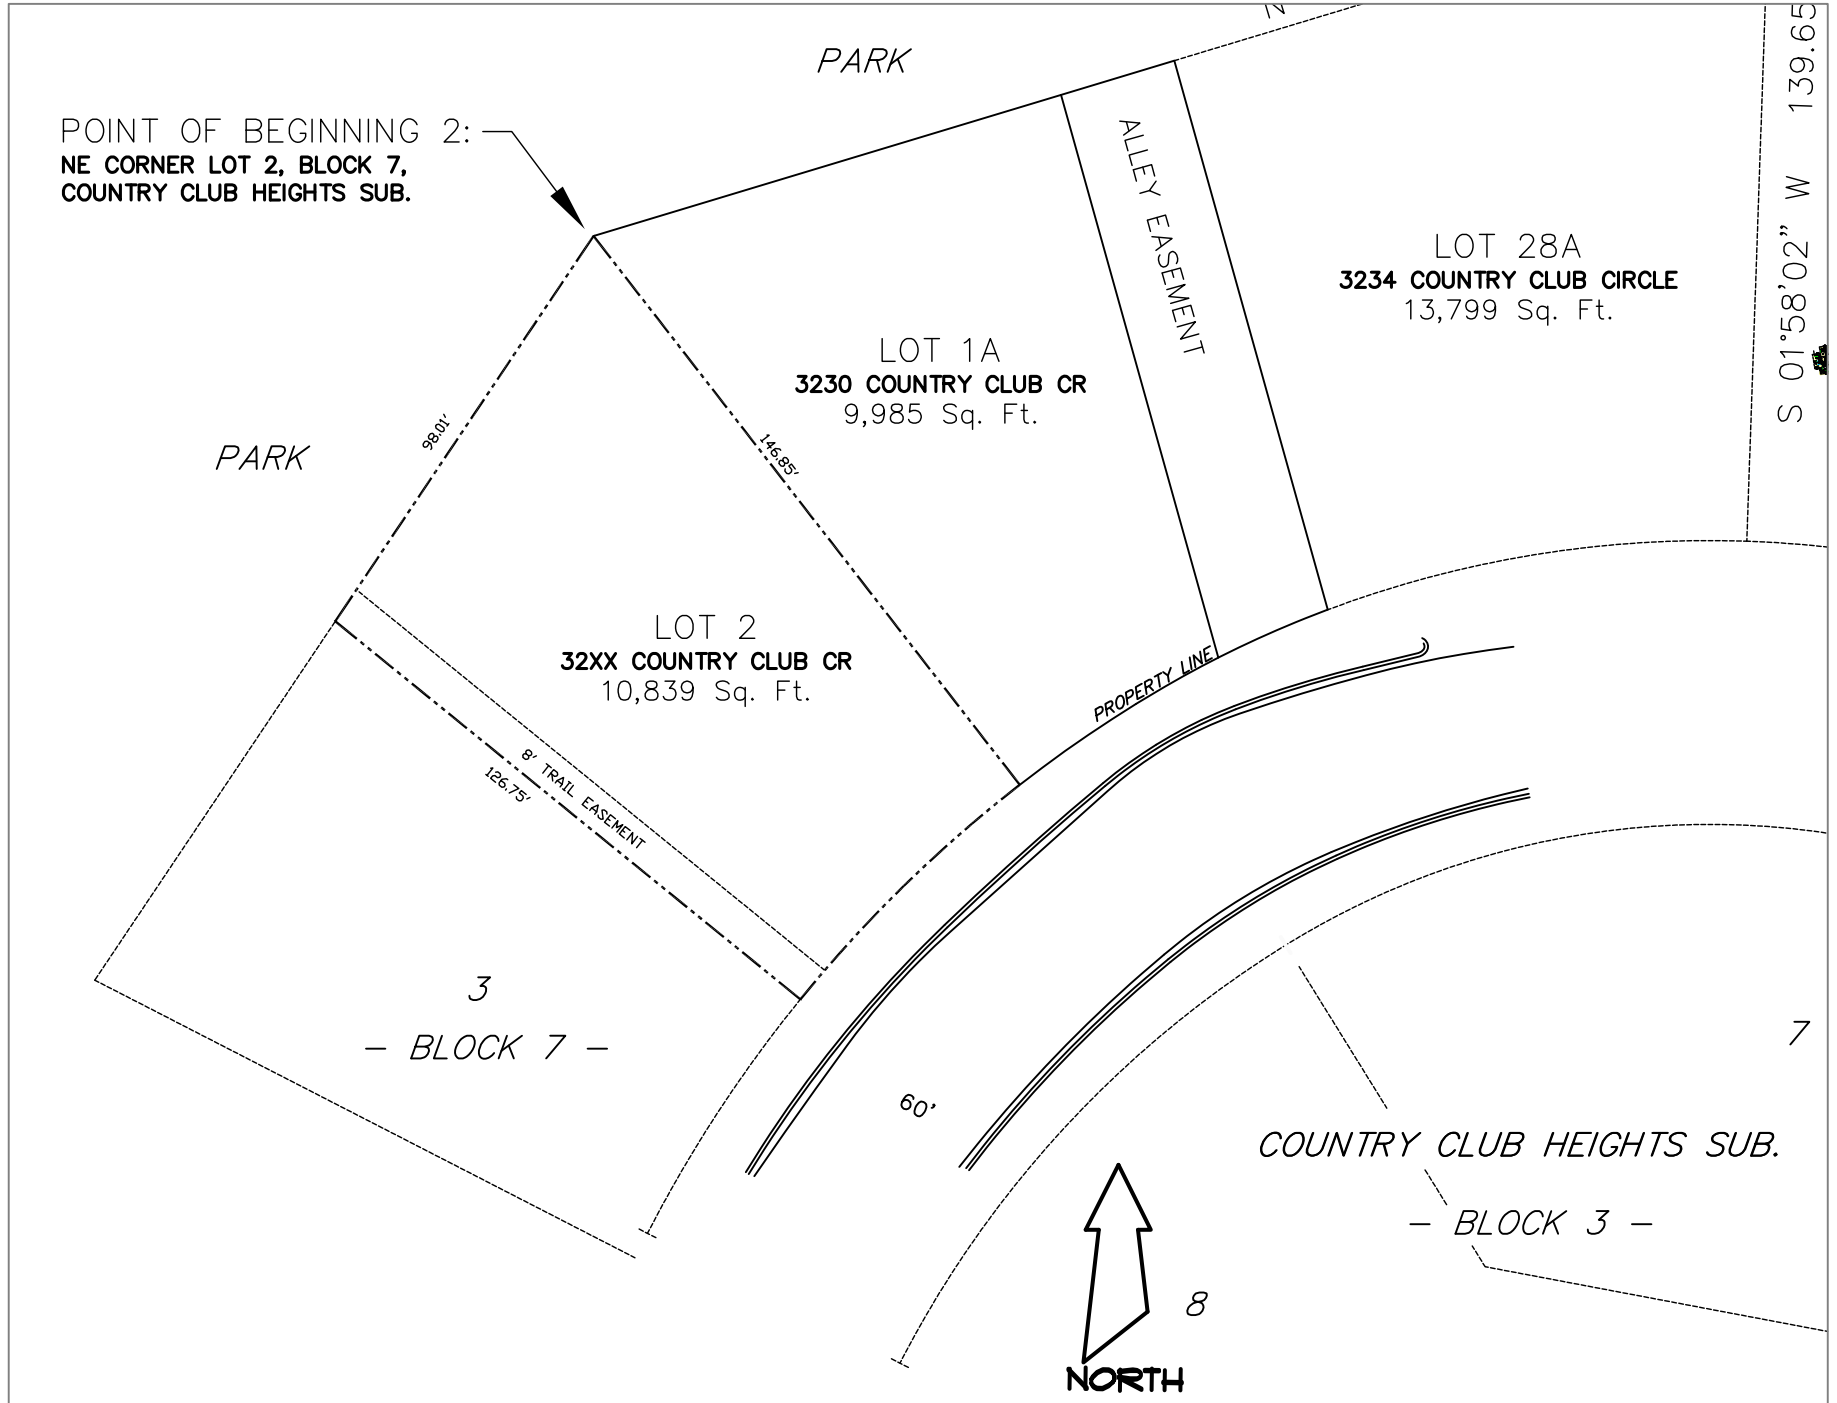 PARK
POINT OF BEGINNING 2:
NE CORNER LOT 2, BLOCK 7,
COUNTRY CLUB HEIGHTS SUB.
ALLEY EASEMENT
LOT 28A
3234 COUNTRY CLUB CIRCLE
13,799 Sq. Ft.
S 01°58'02" W 139.65
LOT 1A
3230 COUNTRY CLUB CR
9,985 Sq. Ft.
98.01'
146.85'
PARK
LOT 2
32XX COUNTRY CLUB CR
10,839 Sq. Ft.
PROPERTY LINE
8' TRAIL EASEMENT
126.75'
3
- BLOCK 7 -
7
60'
COUNTRY CLUB HEIGHTS SUB.
- BLOCK 3 -
8
NORTH